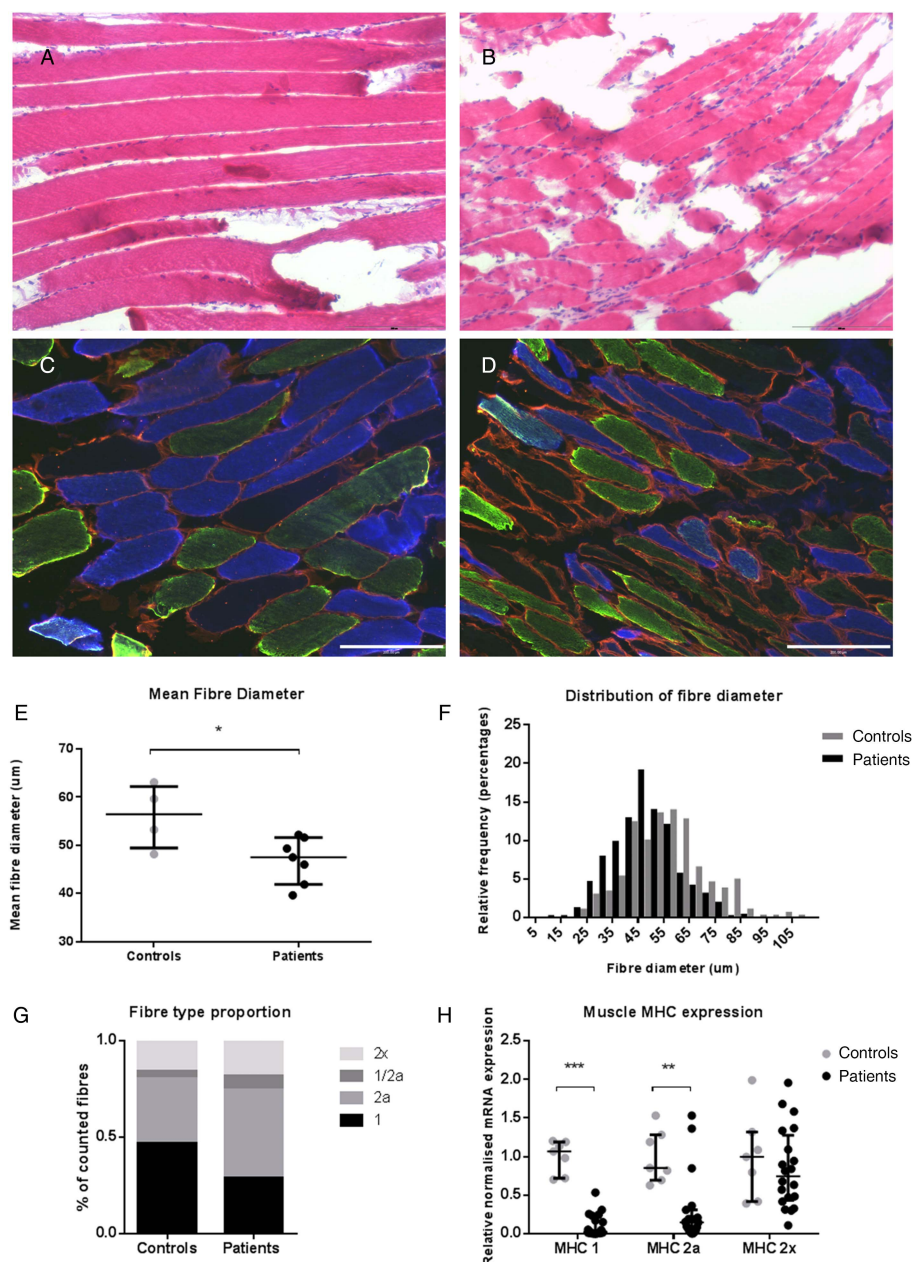 A
B
C
D
E
Mean Fibre Diameter
*
Mean fibre diameter (um)
70
60
50
40
30
Controls
Patients
F
Distribution of fibre diameter
Relative frequency (percentages)
25
20
15
10
5
0
5
15
25
35
45
55
65
75
85
95
105
Fibre diameter (um)
Controls
Patients
G
Fibre type proportion
% of counted fibres
1.0
0.5
0.0
Controls
Patients
2x
1/2a
2a
1
H
Muscle MHC expression
Relative normalised mRNA expression
2.5
2.0
1.5
1.0
0.5
0.0
***
**
MHC 1
MHC 2a
MHC 2x
Controls
Patients